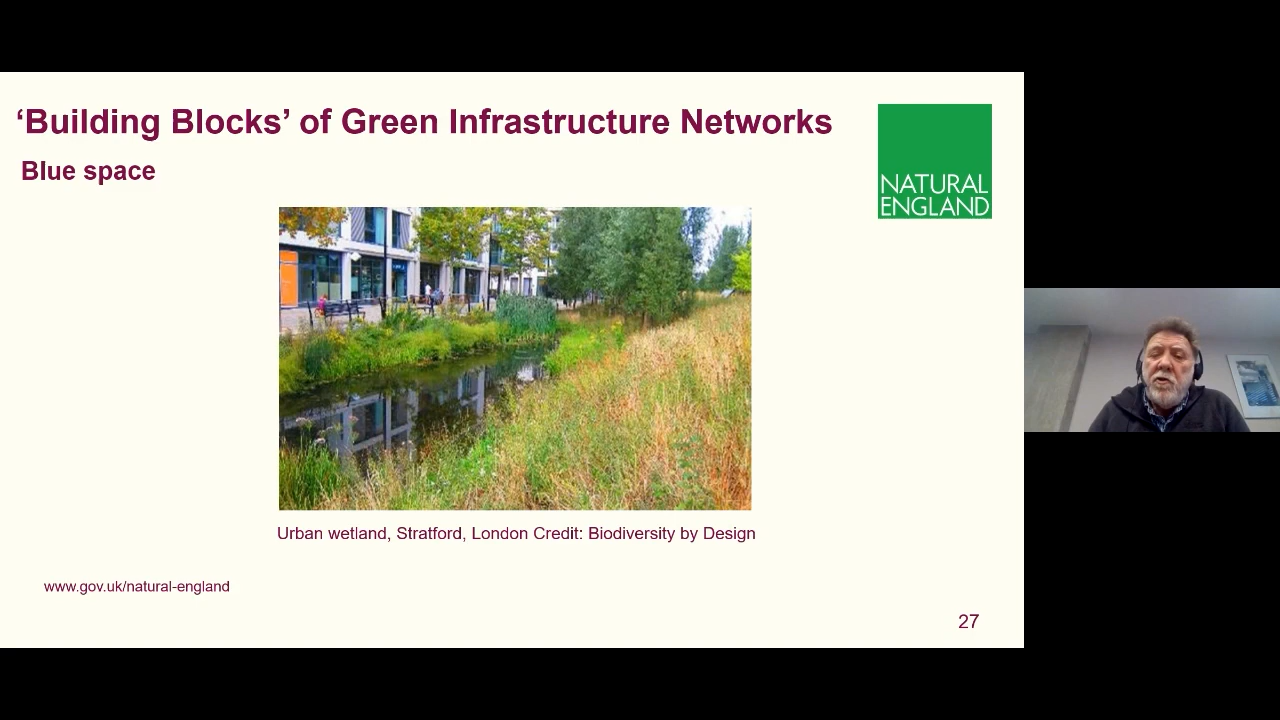 ‘Building Blocks’ of Green Infrastructure Networks
Blue space
NATURAL
ENGLAND
Urban wetland, Stratford, London Credit: Biodiversity by Design
www.gov.uk/natural-england
27